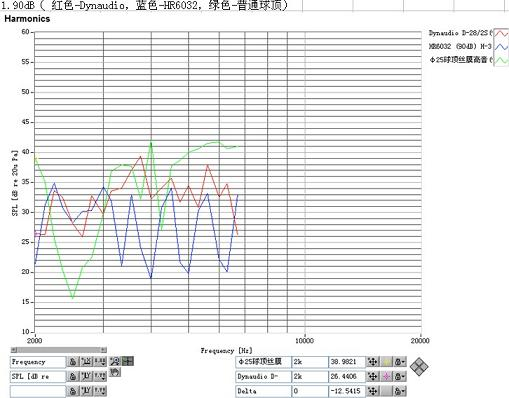 1.90dB ( 红色-Dynaudio, 蓝色-HR6032, 绿色-普通球顶)
Harmonics
Dynaudio D-28/2S(
HR6032 (90dB) H-3
Φ25球顶丝膜高音(
60
55
50
45
40
35
30
25
20
15
10
SPL [dB re 20u Pa]
2000
10000
20000
Frequency [Hz]
Frequency
Φ25球顶丝膜
2k
38.9821
SPL [dB re
Dynaudio D-
2k
26.4406
Delta
0
-12.5415